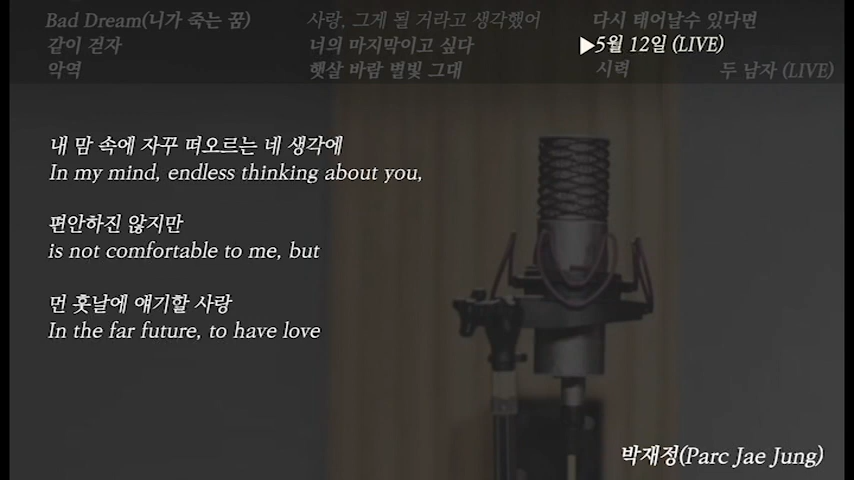 Bad Dream(니가 죽는 꿈) 사랑, 그게 될 거라고 생각했어 다시 태어날수 있다면
같이 걷자 너의 마지막이고 싶다 ▶5월 12일 (LIVE)
악역 햇살 바람 별빛 그대 시력 두 남자 (LIVE)
내 맘 속에 자꾸 떠오르는 네 생각에
In my mind, endless thinking about you,
편안하진 않지만
is not comfortable to me, but
먼 훗날에 얘기할 사랑
In the far future, to have love
박재정(Parc Jae Jung)